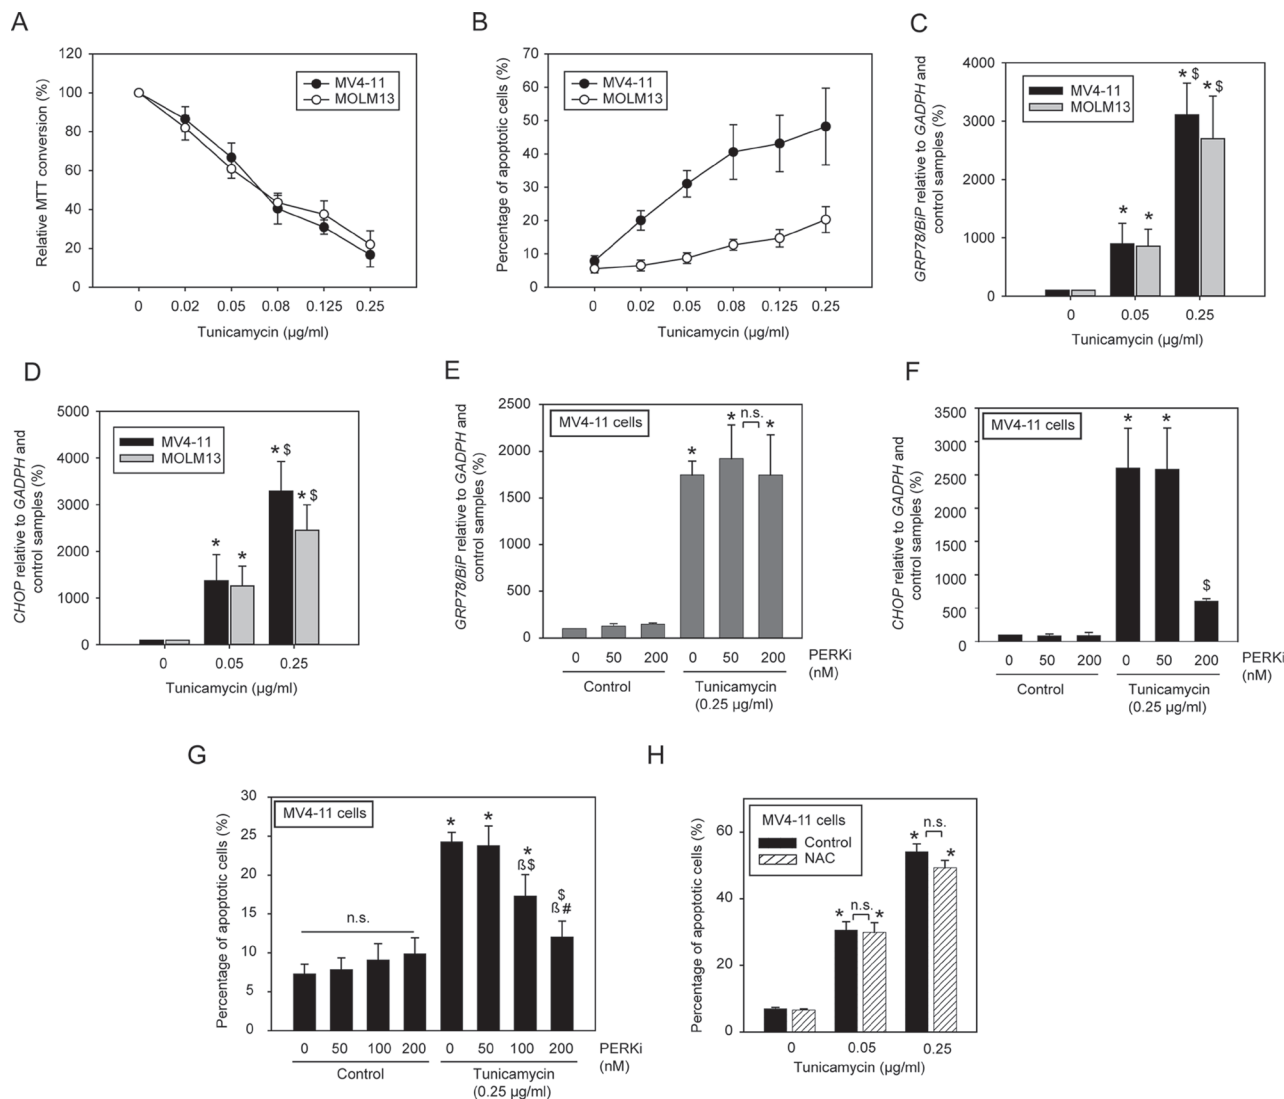 A
120
100
80
60
40
20
0
Relative MTT conversion (%)
MV4-11
MOLM13
0 0.02 0.05 0.08 0.125 0.25
Tunicamycin (µg/ml)
B
70
60
50
40
30
20
10
0
Percentage of apoptotic cells (%)
MV4-11
MOLM13
0 0.02 0.05 0.08 0.125 0.25
Tunicamycin (µg/ml)
C
4000
3000
2000
1000
0
GRP78/BiP relative to GADPH and
control samples (%)
MV4-11
MOLM13
* *
* $ * $
0 0.05 0.25
Tunicamycin (µg/ml)
D
5000
4000
3000
2000
1000
0
CHOP relative to GADPH and
control samples (%)
MV4-11
MOLM13
* *
* $ * $
0 0.05 0.25
Tunicamycin (µg/ml)
E
2500
2000
1500
1000
500
0
GRP78/BiP relative to GADPH and
control samples (%)
MV4-11 cells
n.s.
* * *
0 50 200 0 50 200 PERKi
(nM)
Control Tunicamycin
(0.25 µg/ml)
F
3500
3000
2500
2000
1500
1000
500
0
CHOP relative to GADPH and
control samples (%)
MV4-11 cells
* * $
0 50 200 0 50 200 PERKi
(nM)
Control Tunicamycin
(0.25 µg/ml)
G
30
25
20
15
10
5
0
Percentage of apoptotic cells (%)
MV4-11 cells
n.s.
* * *
ß$
$
ß#
0 50 100 200 0 50 100 200 PERKi
(nM)
Control Tunicamycin
(0.25 µg/ml)
H
60
40
20
0
Percentage of apoptotic cells (%)
MV4-11 cells
Control
NAC
* n.s. *
* n.s. *
0 0.05 0.25
Tunicamycin (µg/ml)